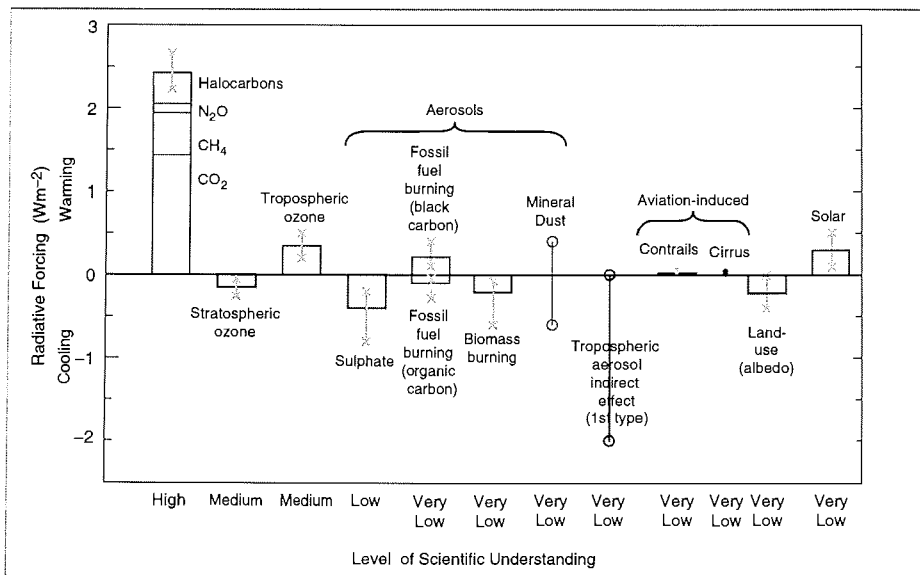 3
2
1
0
−1
−2
Radiative Forcing (Wm−2)
Cooling Warming
Halocarbons
N2O
CH4
CO2
Stratospheric
ozone
Tropospheric
ozone
Aerosols
Sulphate
Fossil
fuel
burning
(black
carbon)
Fossil
fuel
burning
(organic
carbon)
Biomass
burning
Mineral
Dust
Tropospheric
aerosol
indirect
effect
(1st type)
Aviation-induced
Contrails Cirrus
Land-
use
(albedo)
Solar
High Medium Medium Low Very Very Very Very Very Very Very Very
Low Low Low Low Low Low Low Low
Level of Scientific Understanding